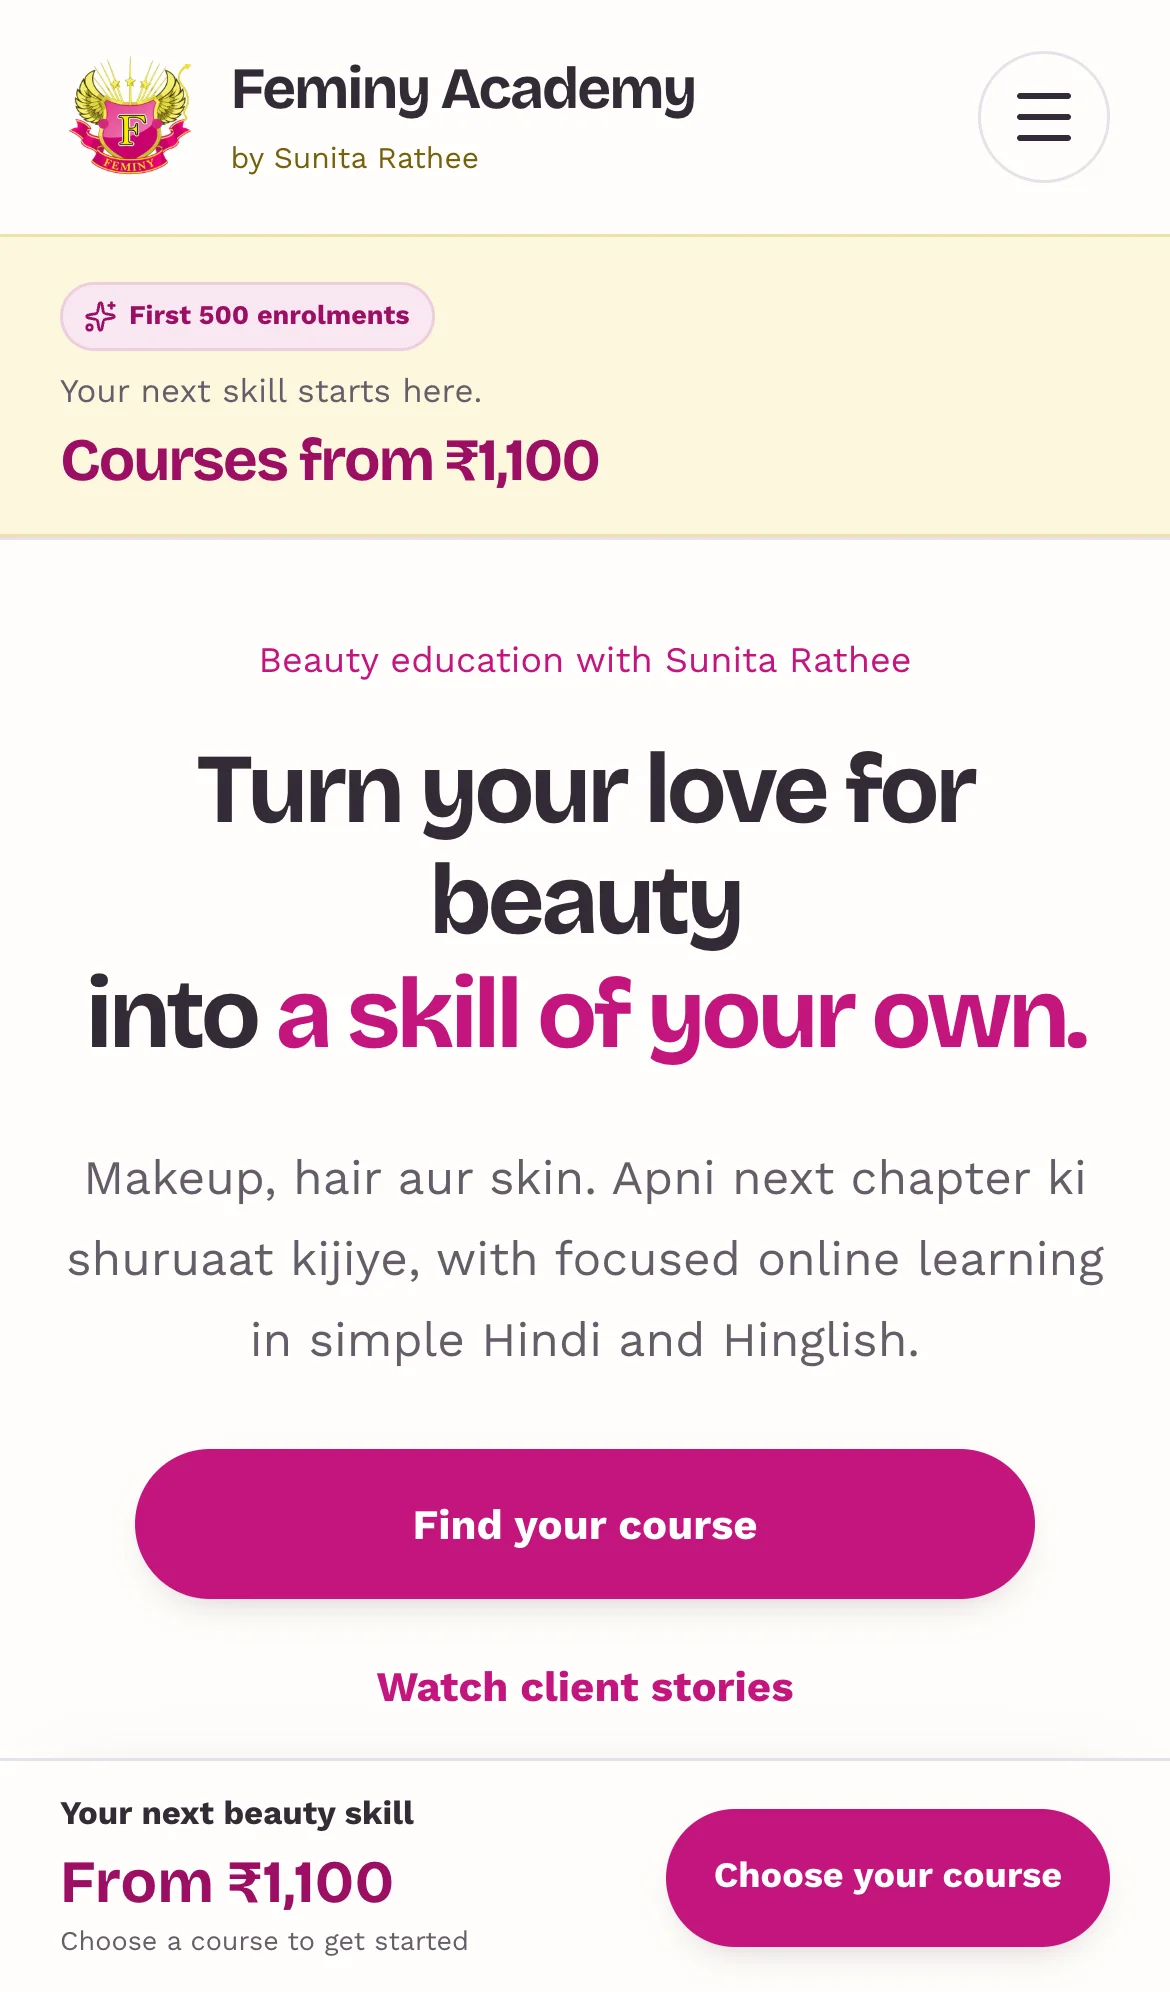 F
FEMINY
Feminy Academy
by Sunita Rathee
First 500 enrolments
Your next skill starts here.
Courses from ₹1,100
Beauty education with Sunita Rathee
Turn your love for
beauty
into a skill of your own.
Makeup, hair aur skin. Apni next chapter ki
shuruaat kijiye, with focused online learning
in simple Hindi and Hinglish.
Find your course
Watch client stories
Your next beauty skill
From ₹1,100
Choose a course to get started
Choose your course